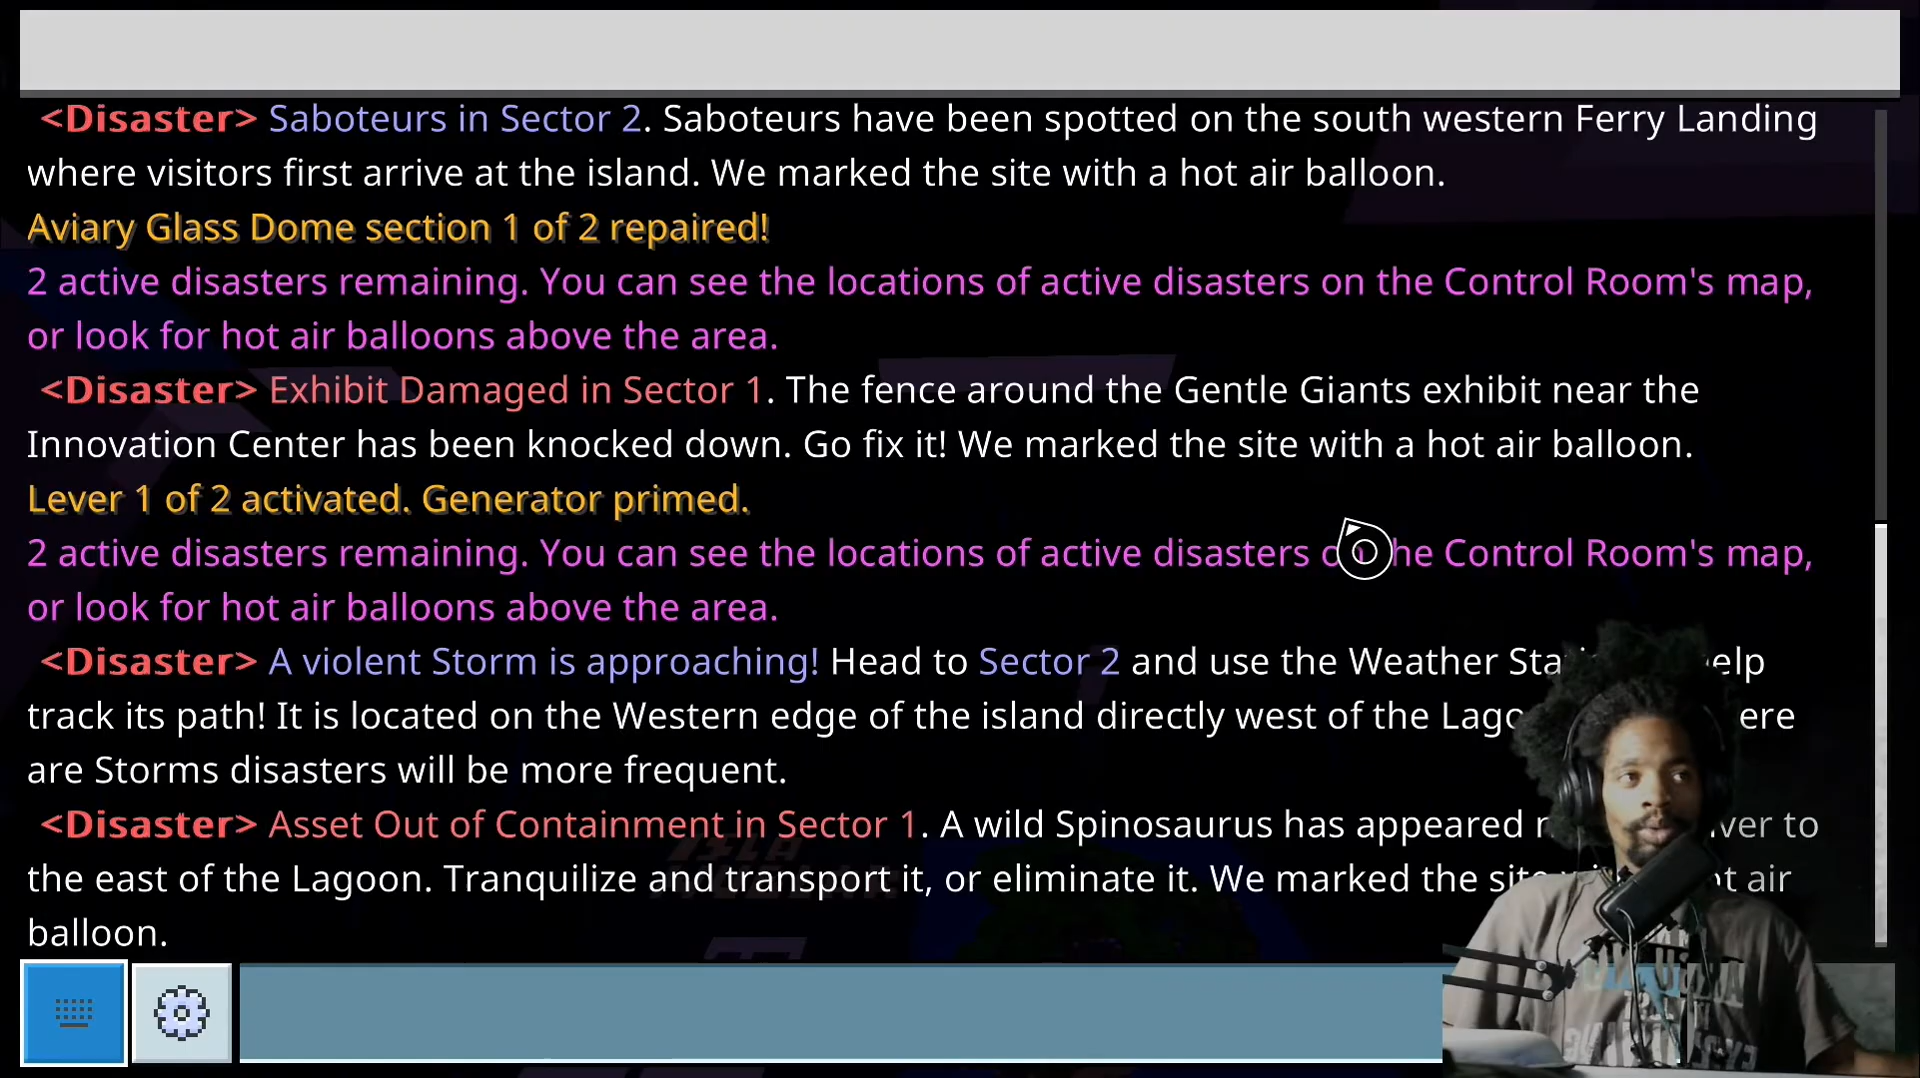 <Disaster> Saboteurs in Sector 2. Saboteurs have been spotted on the south western Ferry Landing
where visitors first arrive at the island. We marked the site with a hot air balloon.
Aviary Glass Dome section 1 of 2 repaired!
2 active disasters remaining. You can see the locations of active disasters on the Control Room's map,
or look for hot air balloons above the area.
<Disaster> Exhibit Damaged in Sector 1. The fence around the Gentle Giants exhibit near the
Innovation Center has been knocked down. Go fix it! We marked the site with a hot air balloon.
Lever 1 of 2 activated. Generator primed.
2 active disasters remaining. You can see the locations of active disasters on the Control Room's map,
or look for hot air balloons above the area.
<Disaster> A violent Storm is approaching! Head to Sector 2 and use the Weather Station help
track its path! It is located on the Western edge of the island directly west of the
are Storms disasters will be more frequent.
<Disaster> Asset Out of Containment in Sector 1. A wild Spinosaurus has appeared to
the east of the Lagoon. Tranquilize and transport it, or eliminate it. We marked the site hot air
balloon.